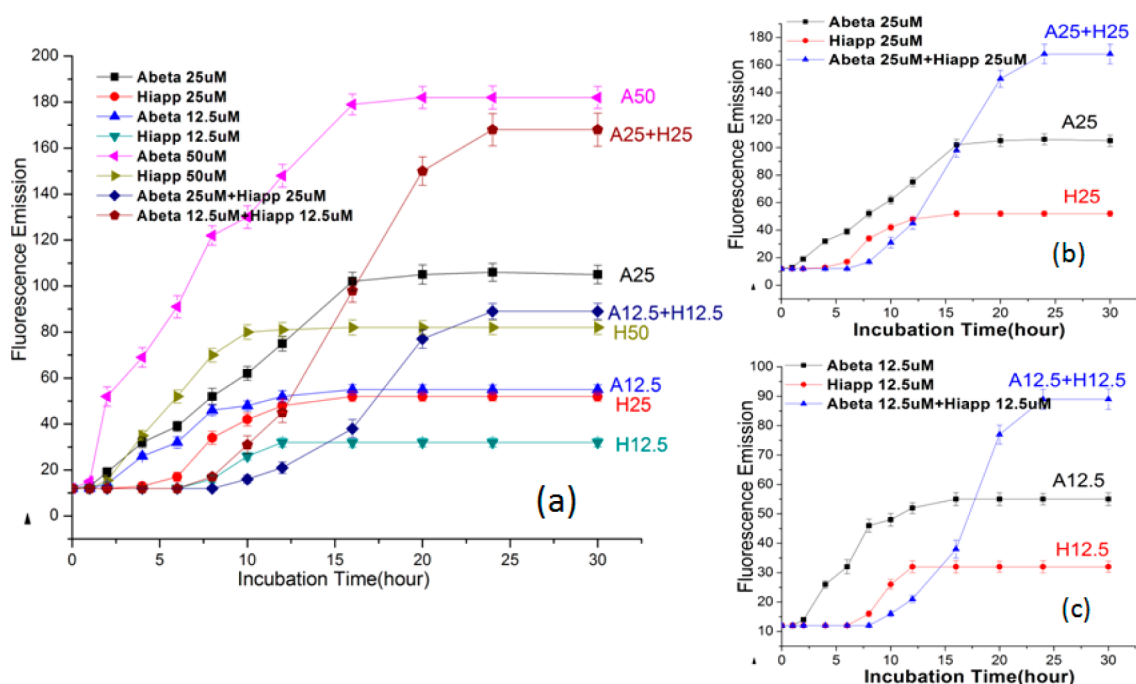 200
180
160
140
120
100
80
60
40
20
0
Fluorescence Emission
Abeta 25uM
Hiapp 25uM
Abeta 12.5uM
Hiapp 12.5uM
Abeta 50uM
Hiapp 50uM
Abeta 25uM+Hiapp 25uM
Abeta 12.5uM+Hiapp 12.5uM
A50
A25+H25
A25
A12.5+H12.5
H50
A12.5
H25
H12.5
(a)
0 5 10 15 20 25 30
Incubation Time(hour)
180
160
140
120
100
80
60
40
20
0
Fluorescence Emission
Abeta 25uM
Hiapp 25uM
Abeta 25uM+Hiapp 25uM
A25+H25
A25
H25
(b)
0 5 10 15 20 25 30
Incubation Time(hour)
100
90
80
70
60
50
40
30
20
10
Fluorescence Emission
Abeta 12.5uM
Hiapp 12.5uM
Abeta 12.5uM+Hiapp 12.5uM
A12.5+H12.5
A12.5
H12.5
(c)
0 5 10 15 20 25 30
Incubation Time(hour)